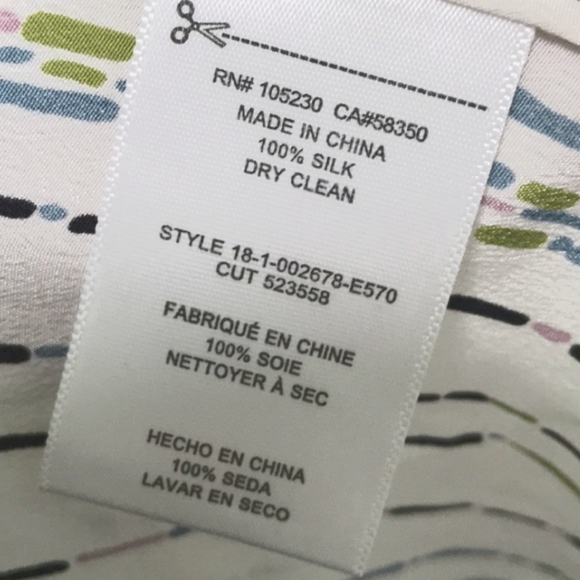 RN# 105230 CA#58350
MADE IN CHINA
100% SILK
DRY CLEAN
STYLE 18-1-002678-E570
CUT 523558
FABRIQUÉ EN CHINE
100% SOIE
NETTOYER À SEC
HECHO EN CHINA
100% SEDA
LAVAR EN SECO